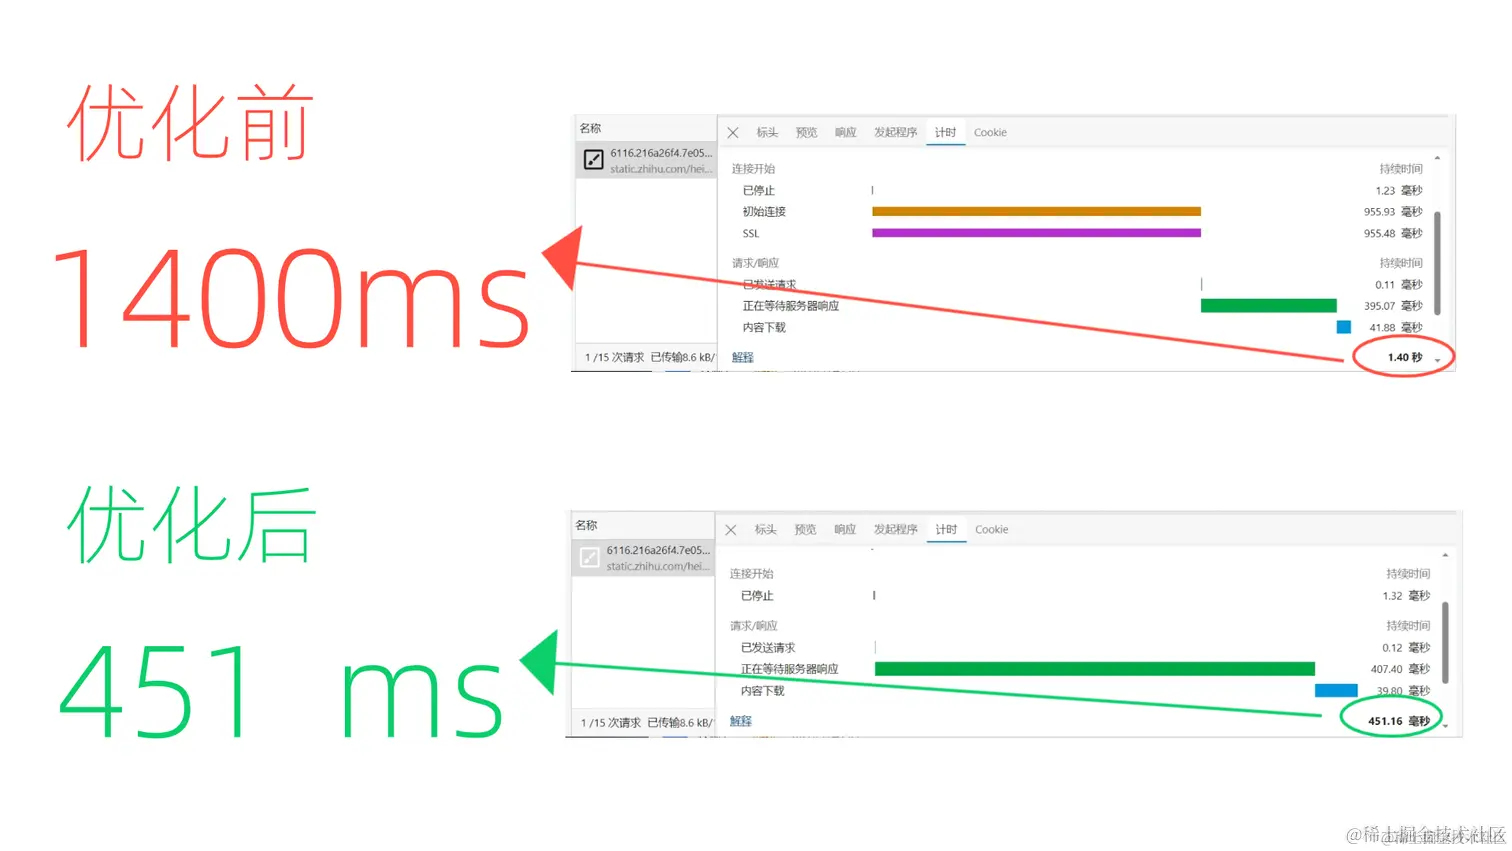 优化前
1400ms
名称
6116.216a26f4.7e05...
static.zhihu.com/hei...
1 /15 次请求 已传输8.6 kB/
标头 预览 响应 发起程序 计时 Cookie
连接开始 持续时间
已停止 1.23 毫秒
初始连接 955.93 毫秒
SSL 955.48 毫秒
请求/响应 持续时间
已发送请求 0.11 毫秒
正在等待服务器响应 395.07 毫秒
内容下载 41.88 毫秒
解释 1.40 秒
优化后
451 ms
名称
6116.216a26f4.7e05...
static.zhihu.com/hei...
1 /15 次请求 已传输8.6 kB/
标头 预览 响应 发起程序 计时 Cookie
连接开始 持续时间
已停止 1.32 毫秒
请求/响应 持续时间
已发送请求 0.12 毫秒
正在等待服务器响应 407.40 毫秒
内容下载 39.80 毫秒
解释 451.16 毫秒
@稀土掘金技术社区